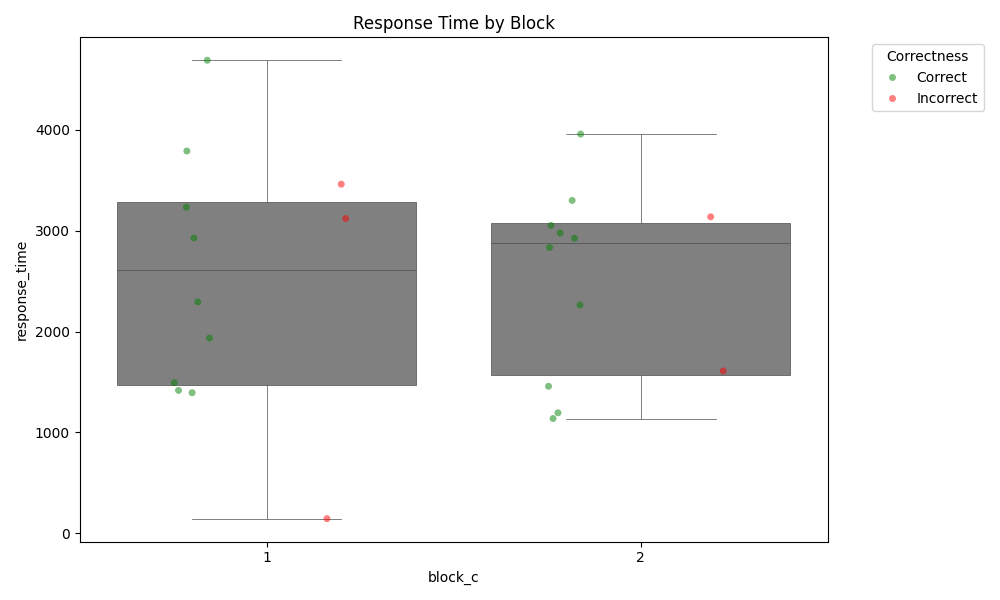 Response Time by Block
Correctness
Correct
Incorrect
response_time
4000
3000
2000
1000
0
1
2
block_c